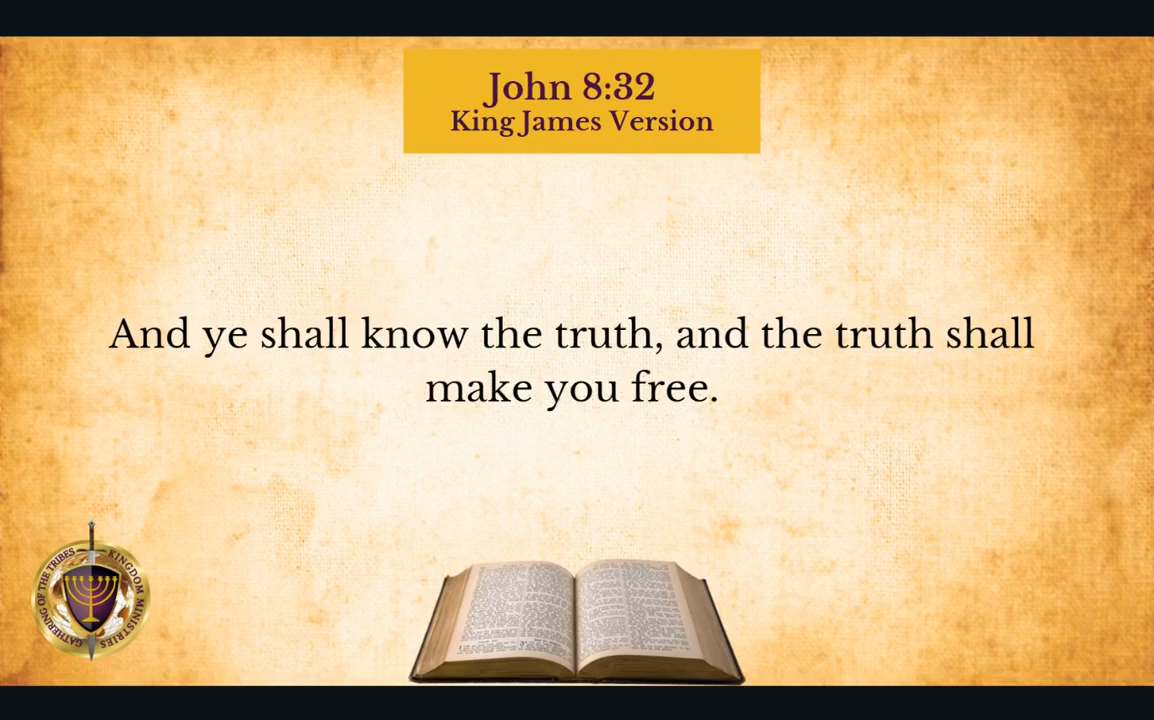 John 8:32
King James Version
And ye shall know the truth, and the truth shall
make you free.
GATHERING OF THE TRIBES
KINGDOM MINISTRIES